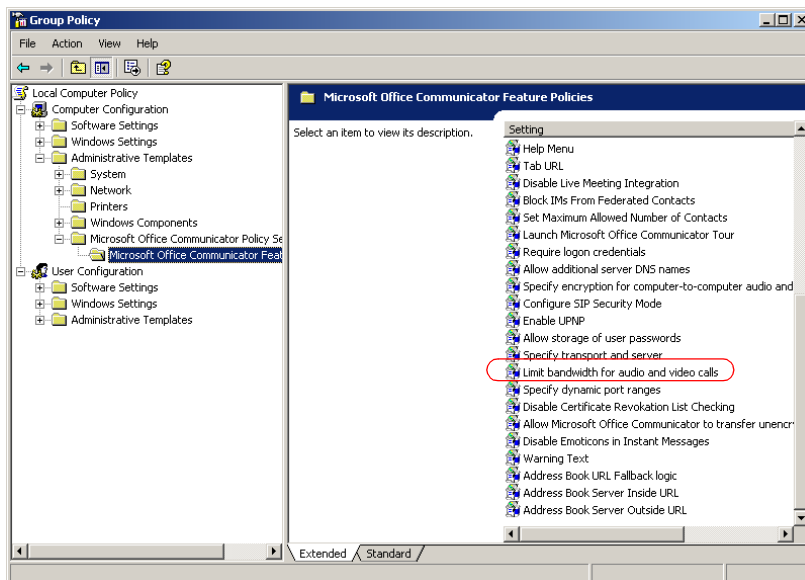 Group Policy
File Action View Help
Local Computer Policy
Computer Configuration
Software Settings
Windows Settings
Administrative Templates
System
Network
Printers
Windows Components
Microsoft Office Communicator Policy Se
Microsoft Office Communicator Feat
User Configuration
Software Settings
Windows Settings
Administrative Templates
Microsoft Office Communicator Feature Policies
Select an item to view its description.
Setting
Help Menu
Tab URL
Disable Live Meeting Integration
Block IMs From Federated Contacts
Set Maximum Allowed Number of Contacts
Launch Microsoft Office Communicator Tour
Require logon credentials
Allow additional server DNS names
Specify encryption for computer-to-computer audio and
Configure SIP Security Mode
Enable UPNP
Allow storage of user passwords
Specify transport and server
Limit bandwidth for audio and video calls
Specify dynamic port ranges
Disable Certificate Revokation List Checking
Allow Microsoft Office Communicator to transfer unencr
Disable Emoticons in Instant Messages
Warning Text
Address Book URL Fallback logic
Address Book Server Inside URL
Address Book Server Outside URL
Extended Standard